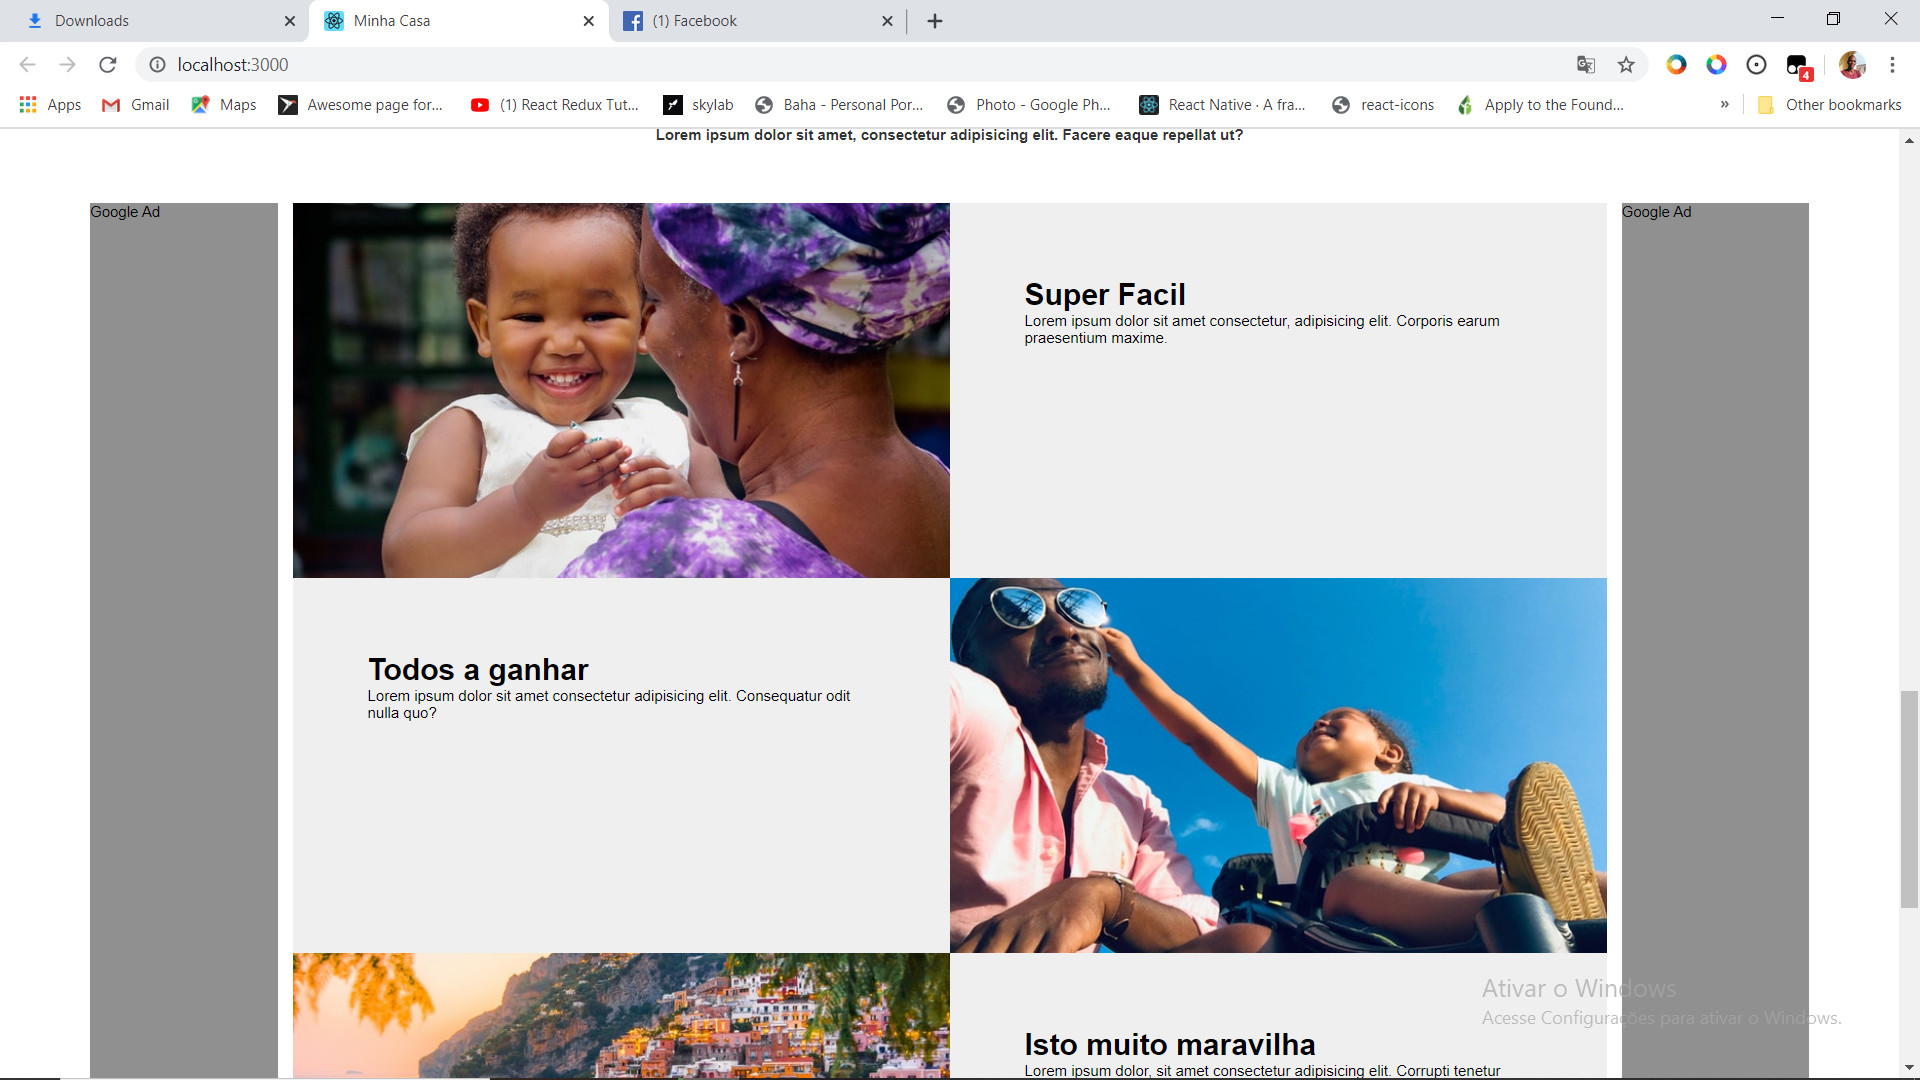 Downloads
Minha Casa
(1) Facebook
localhost:3000
Apps
Gmail
Maps
Awesome page for...
(1) React Redux Tut...
skylab
Baha - Personal Por...
Photo - Google Ph...
React Native · A fra...
react-icons
Apply to the Found...
»
Other bookmarks
4
Lorem ipsum dolor sit amet, consectetur adipisicing elit. Facere eaque repellat ut?
Google Ad
Google Ad
Super Facil
Lorem ipsum dolor sit amet consectetur, adipisicing elit. Corporis earum
praesentium maxime.
Todos a ganhar
Lorem ipsum dolor sit amet consectetur adipisicing elit. Consequatur odit
nulla quo?
Isto muito maravilha
Lorem ipsum dolor, sit amet consectetur adipisicing elit. Corrupti tenetur
Ativar o Windows
Acesse Configurações para ativar o Windows.